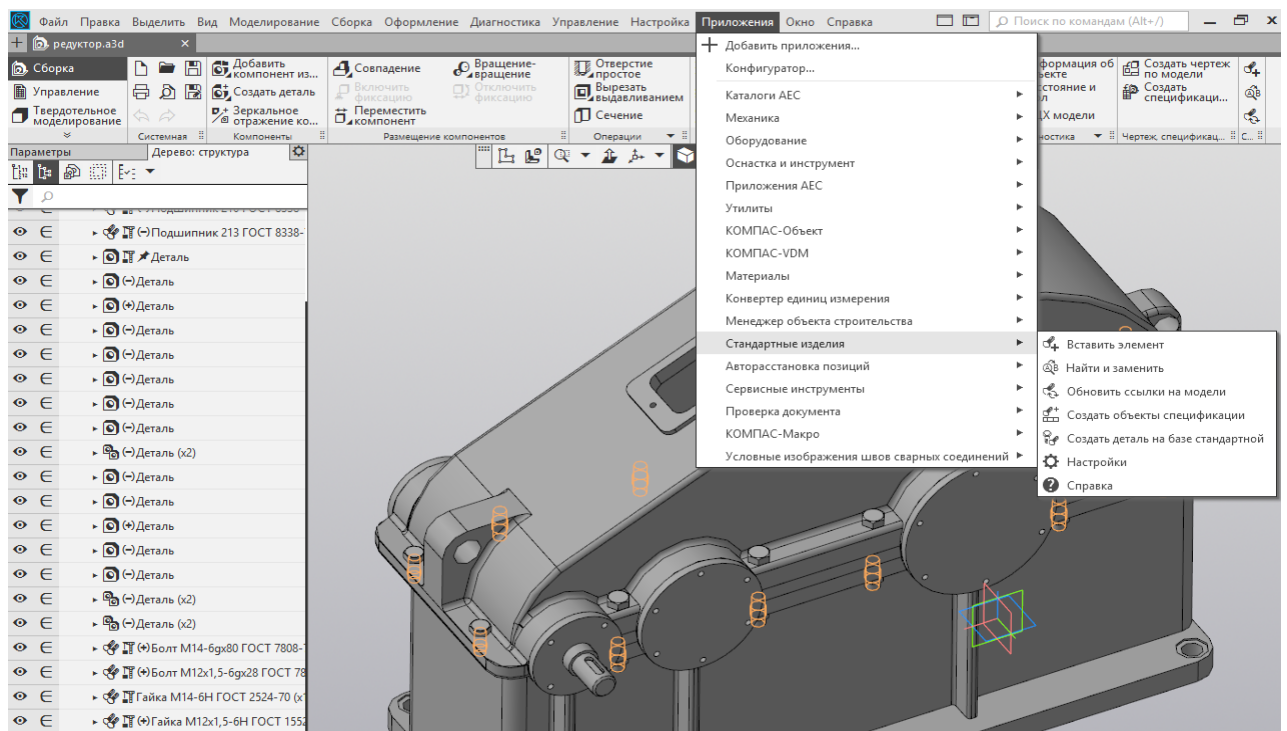 Файл Правка Выделить Вид Моделирование Сборка Оформление Диагностика Управление Настройка Приложения Окно Справка Поиск по командам (Alt+/)
редуктор.a3d
Сборка
Управление
Твердотельное моделирование
Системная
Добавить компонент из...
Создать деталь
Зеркальное отражение ко...
Компоненты
Совпадение
Включить фиксацию
Переместить компонент
Вращение-вращение
Отключить фиксацию
Размещение компонентов
Отверстие простое
Вырезать выдавливанием
Сечение
Операции
Создать чертеж по модели
Создать спецификаци...
Чертеж, спецификац...
С...
Параметры
Дерево: структура
(-)Подшипник 213 ГОСТ 8338-
Деталь
(-)Деталь
(+)Деталь
(-)Деталь
(-)Деталь
(-)Деталь
(-)Деталь
(-)Деталь
(-)Деталь (x2)
(-)Деталь
(-)Деталь
(+)Деталь
(-)Деталь
(-)Деталь
(-)Деталь (x2)
(-)Деталь (x2)
(+)Болт М14-6gx80 ГОСТ 7808-
(+)Болт М12x1,5-6gx28 ГОСТ 78
Гайка М14-6Н ГОСТ 2524-70 (x
(+)Гайка М12x1,5-6Н ГОСТ 1552
Добавить приложения...
Конфигуратор...
Каталоги АЕС
Механика
Оборудование
Оснастка и инструмент
Приложения АЕС
Утилиты
КОМПАС-Объект
КОМПАС-VDM
Материалы
Конвертер единиц измерения
Менеджер объекта строительства
Стандартные изделия
Авторасстановка позиций
Сервисные инструменты
Проверка документа
КОМПАС-Макро
Условные изображения швов сварных соединений
Вставить элемент
Найти и заменить
Обновить ссылки на модели
Создать объекты спецификации
Создать деталь на базе стандартной
Настройки
Справка